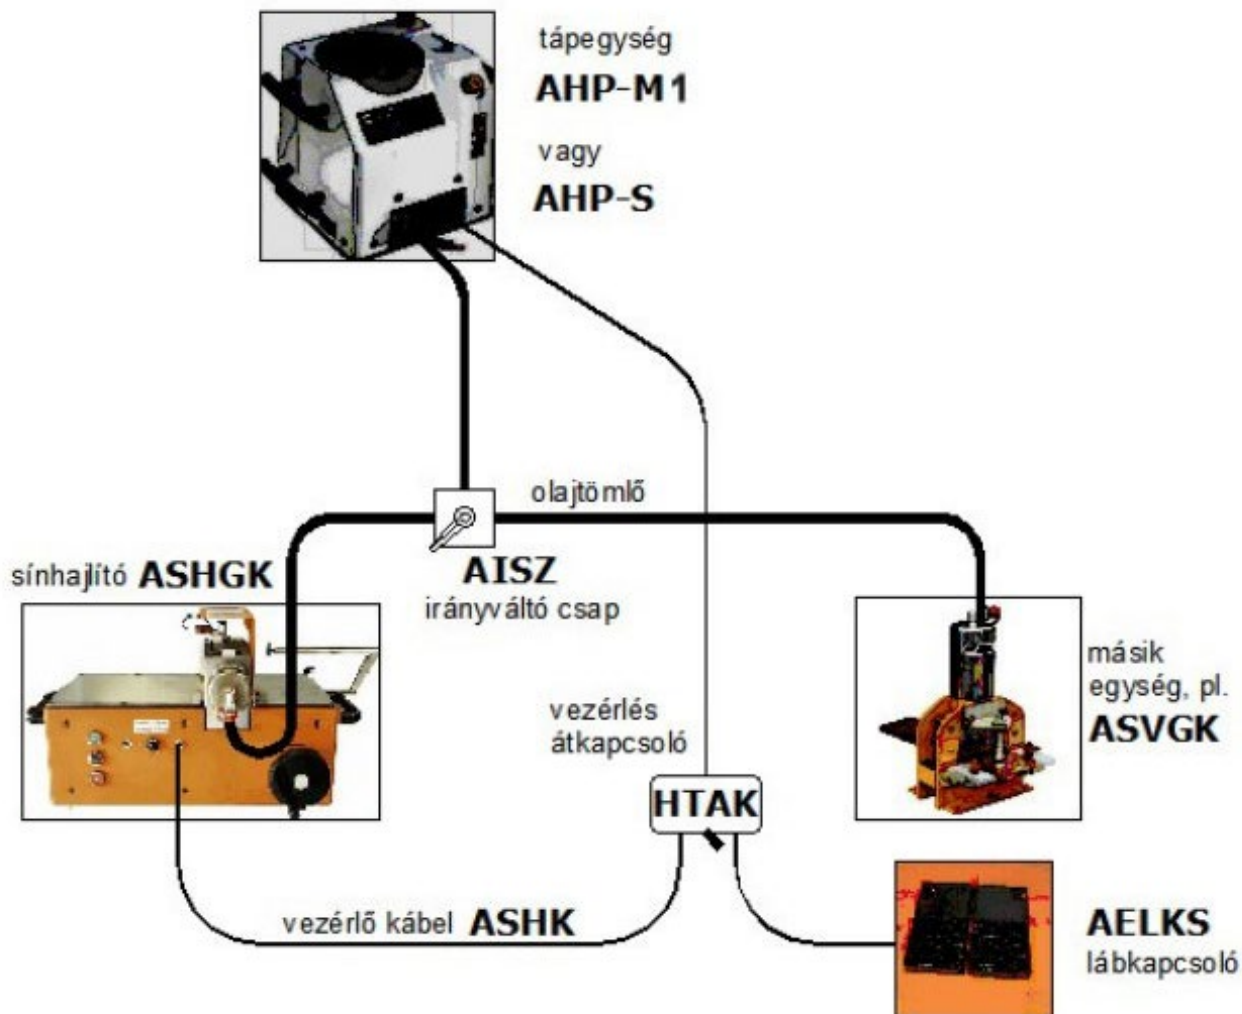 tápegység
AHP-M1
vagy
AHP-S
olajtömlő
sínhajlító ASHGK
AISZ
irányváltó csap
másik
egység, pl.
ASVGK
vezérlés
átkapcsoló
HTAK
vezérlő kábel ASHK
AELKS
lábkapcsoló